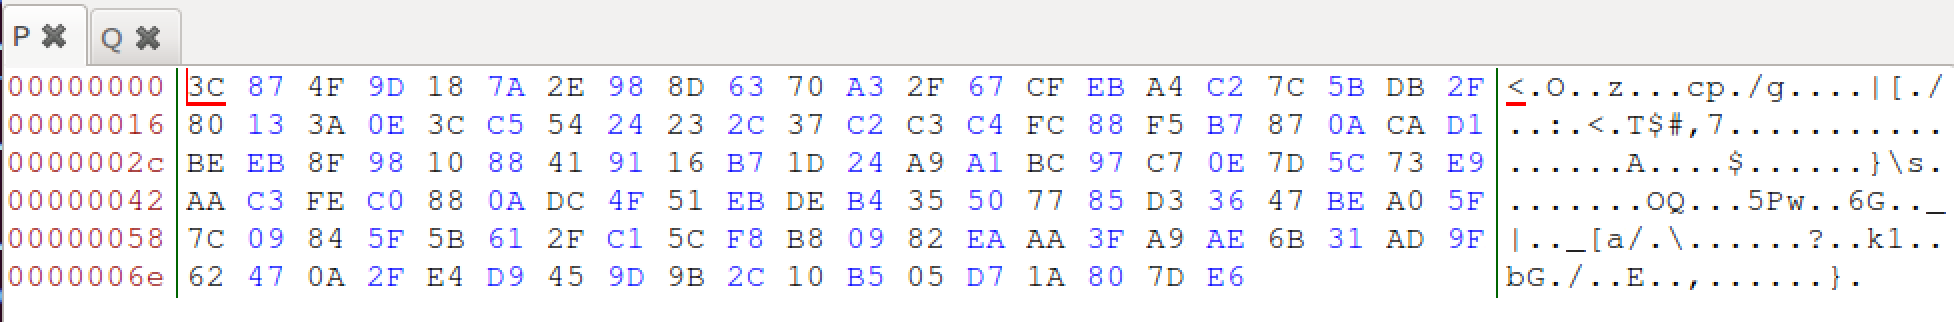 P ✖ Q ✖
00000000 3C 87 4F 9D 18 7A 2E 98 8D 63 70 A3 2F 67 CF EB A4 C2 7C 5B DB 2F <.O..z...cp./g....|[./
00000016 80 13 3A 0E 3C C5 54 24 23 2C 37 C2 C3 C4 FC 88 F5 B7 87 0A CA D1 ..:.<.T$#,7...........
0000002c BE EB 8F 98 10 88 41 91 16 B7 1D 24 A9 A1 BC 97 C7 0E 7D 5C 73 E9 ......A....$......}\s.
00000042 AA C3 FE C0 88 0A DC 4F 51 EB DE B4 35 50 77 85 D3 36 47 BE A0 5F .......OQ...5Pw..6G.._
00000058 7C 09 84 5F 5B 61 2F C1 5C F8 B8 09 82 EA AA 3F A9 AE 6B 31 AD 9F |.._[a/.\......?..k1..
0000006e 62 47 0A 2F E4 D9 45 9D 9B 2C 10 B5 05 D7 1A 80 7D E6 bG./..E..,......}.